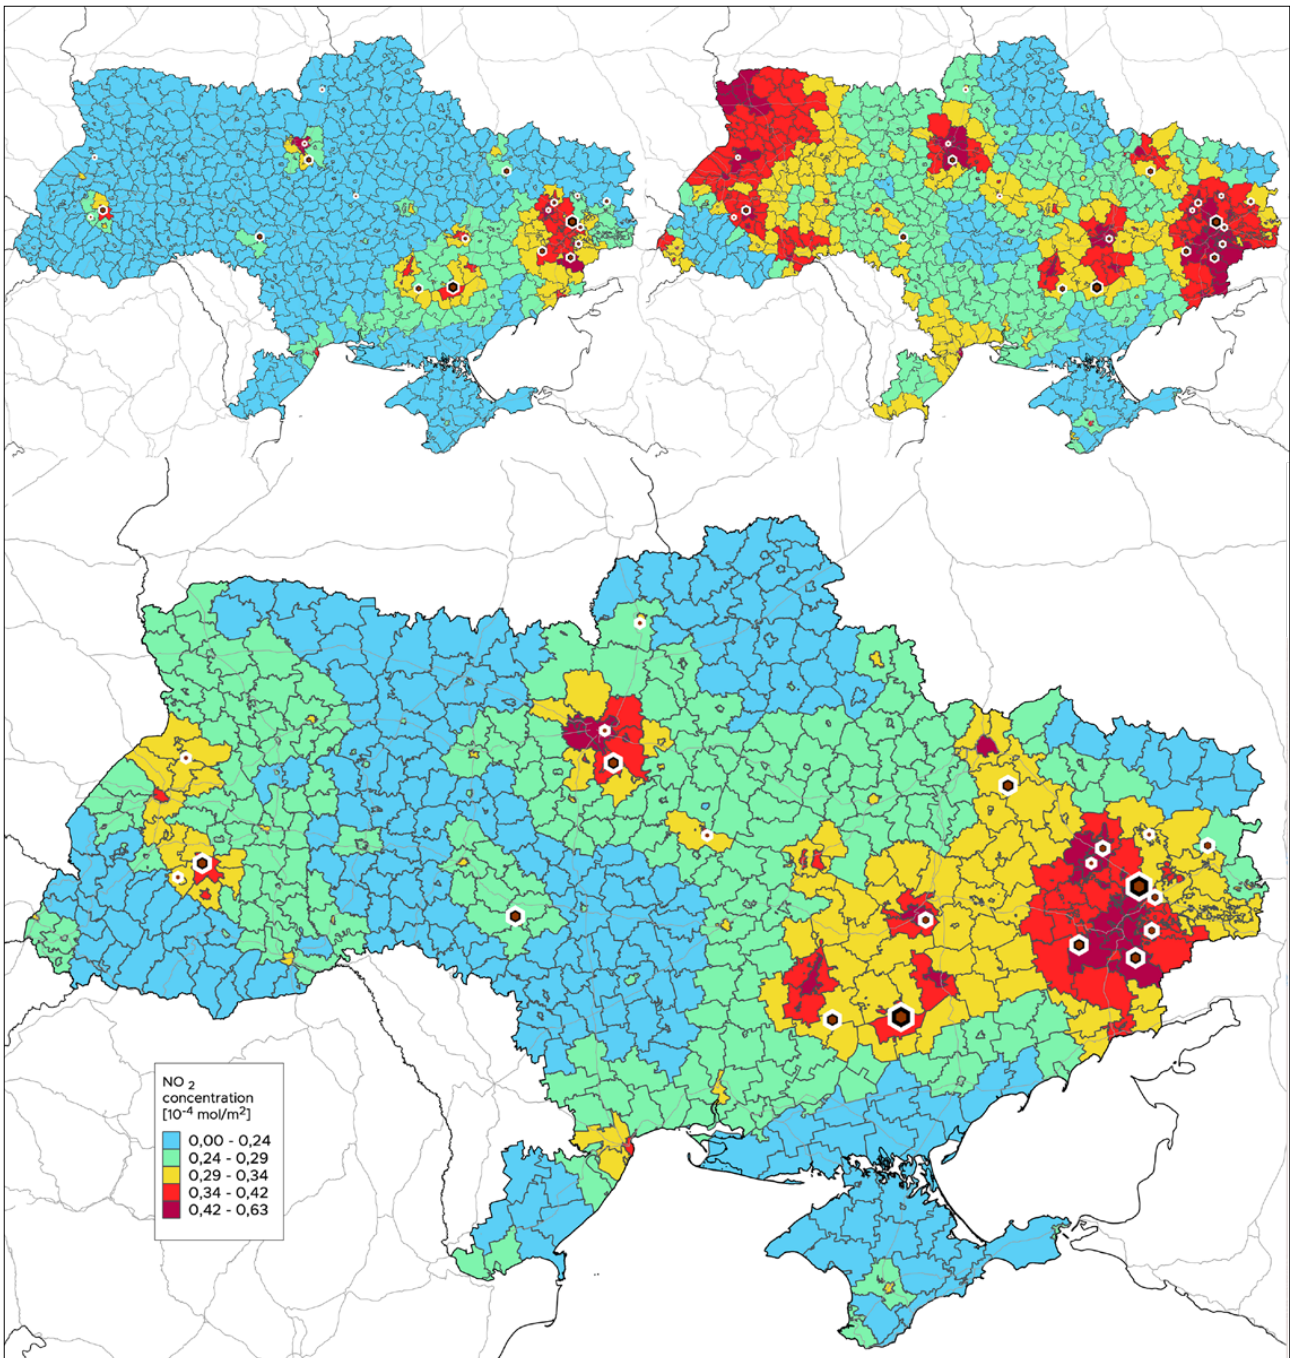 NO 2
concentration
[10-4 mol/m2]
0,00 - 0,24
0,24 - 0,29
0,29 - 0,34
0,34 - 0,42
0,42 - 0,63